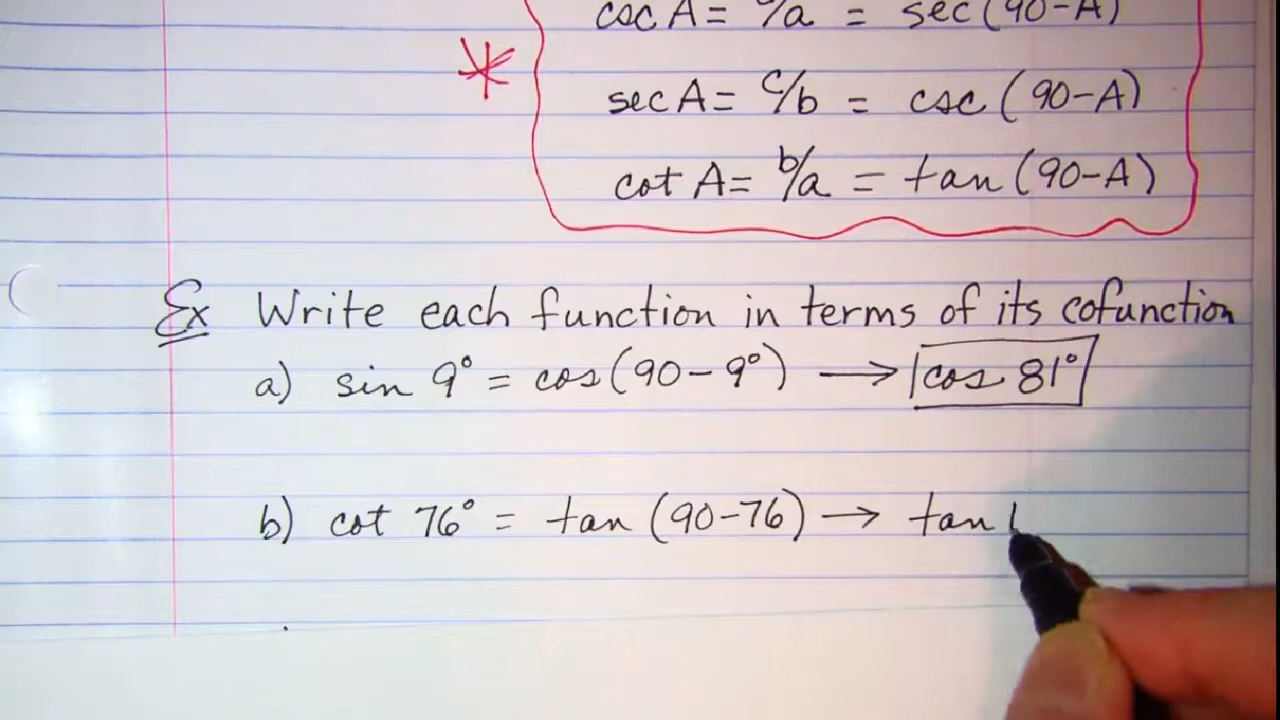 csc A = c/a = sec (90-A)
sec A = c/b = csc (90-A)
cot A = b/a = tan (90-A)
Ex Write each function in terms of its cofunction
a) sin 9° = cos (90-9°) → cos 81°
b) cot 76° = tan (90-76) → tan 1